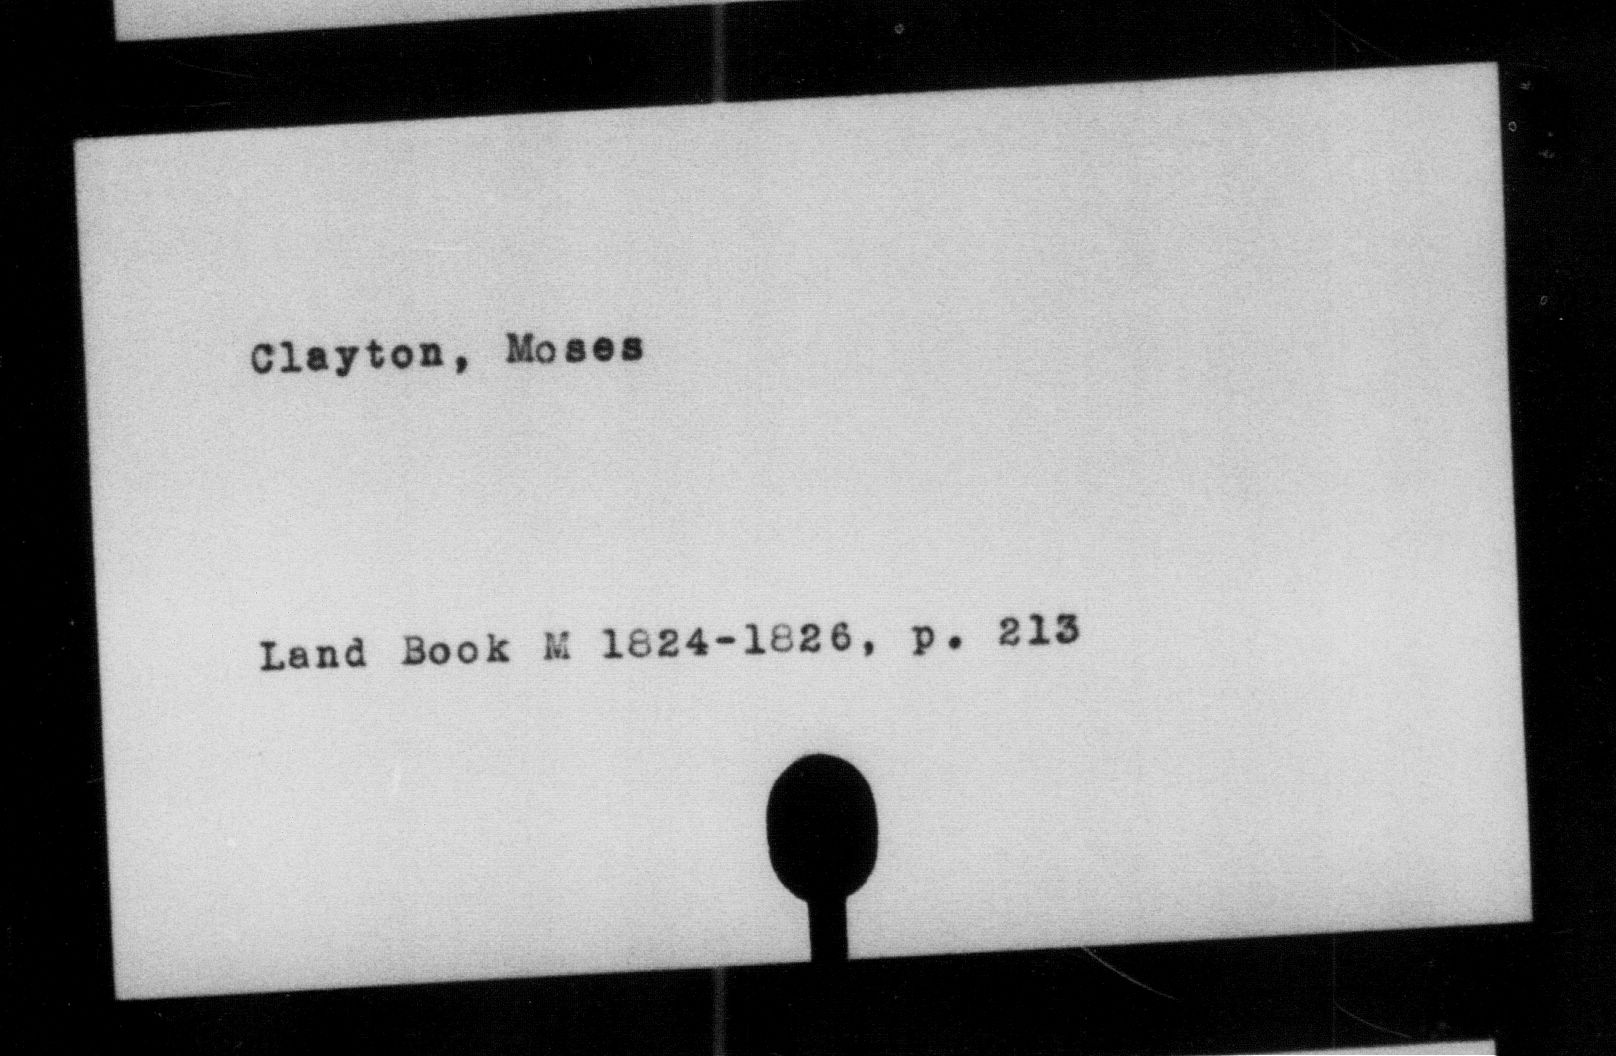 Clayton, Moses
Land Book M 1824-1826, p. 213